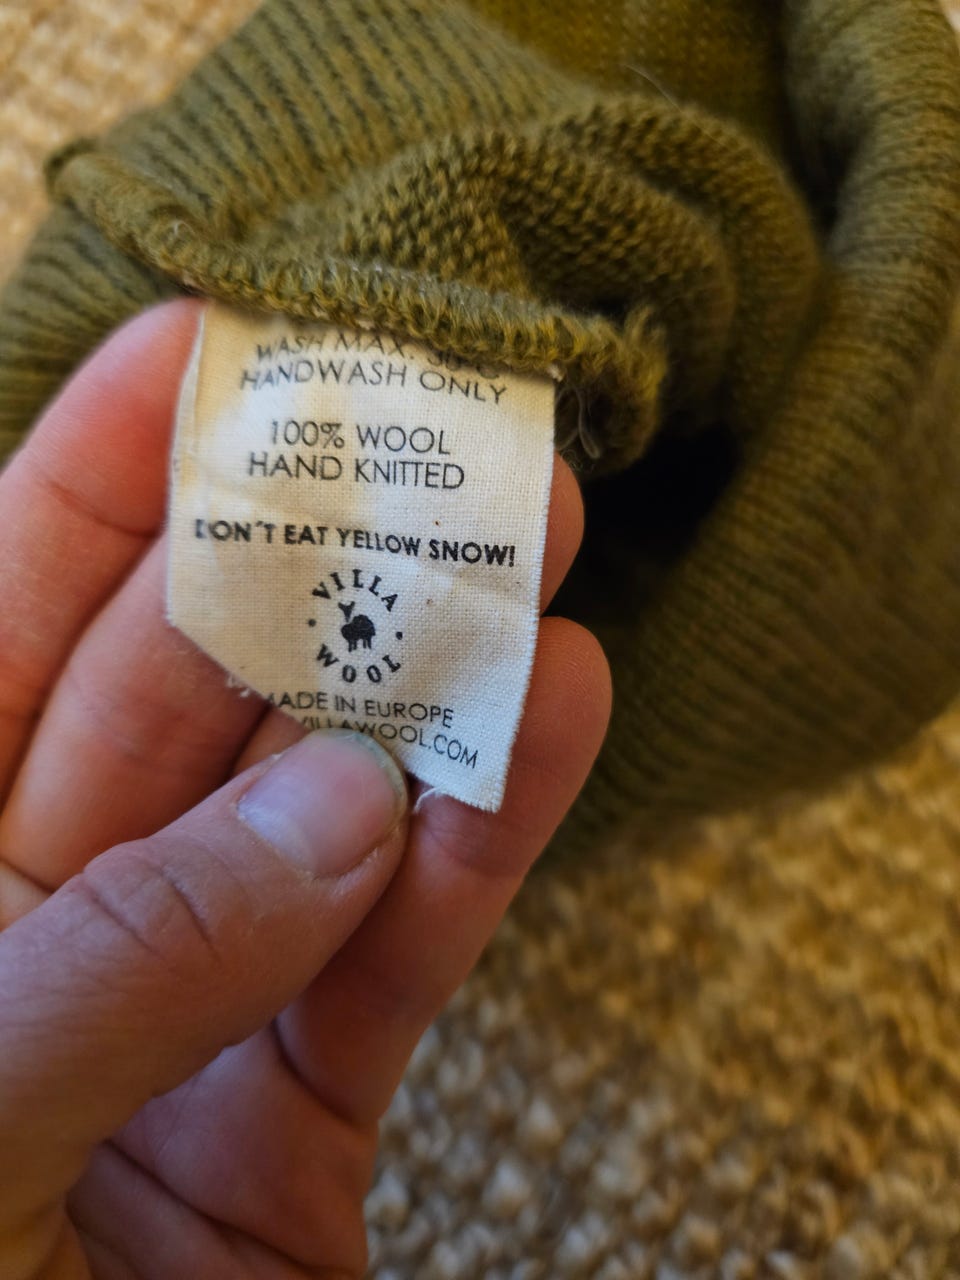 WASH MAX. 30°C
HANDWASH ONLY
100% WOOL
HAND KNITTED
DON´T EAT YELLOW SNOW!
VILLA
WOOL
MADE IN EUROPE
VILLAWOOL.COM